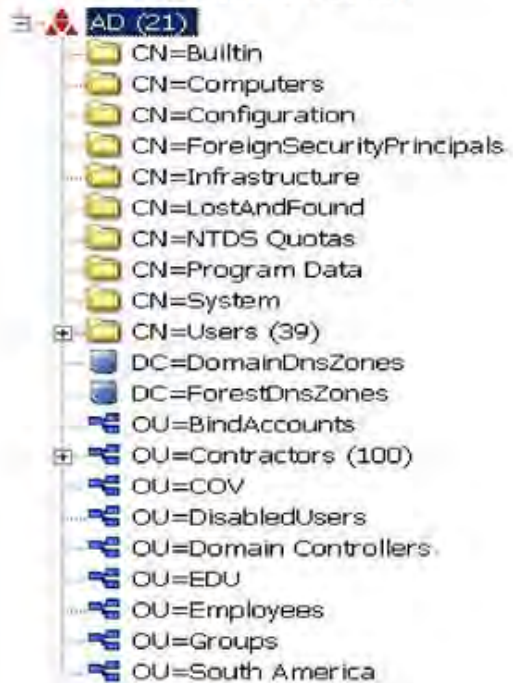 AD (21)
CN=Builtin
CN=Computers
CN=Configuration
CN=ForeignSecurityPrincipals
CN=Infrastructure
CN=LostAndFound
CN=NTDS Quotas
CN=Program Data
CN=System
CN=Users (39)
DC=DomainDnsZones
DC=ForestDnsZones
OU=BindAccounts
OU=Contractors (100)
OU=COV
OU=DisabledUsers
OU=Domain Controllers
OU=EDU
OU=Employees
OU=Groups
OU=South America